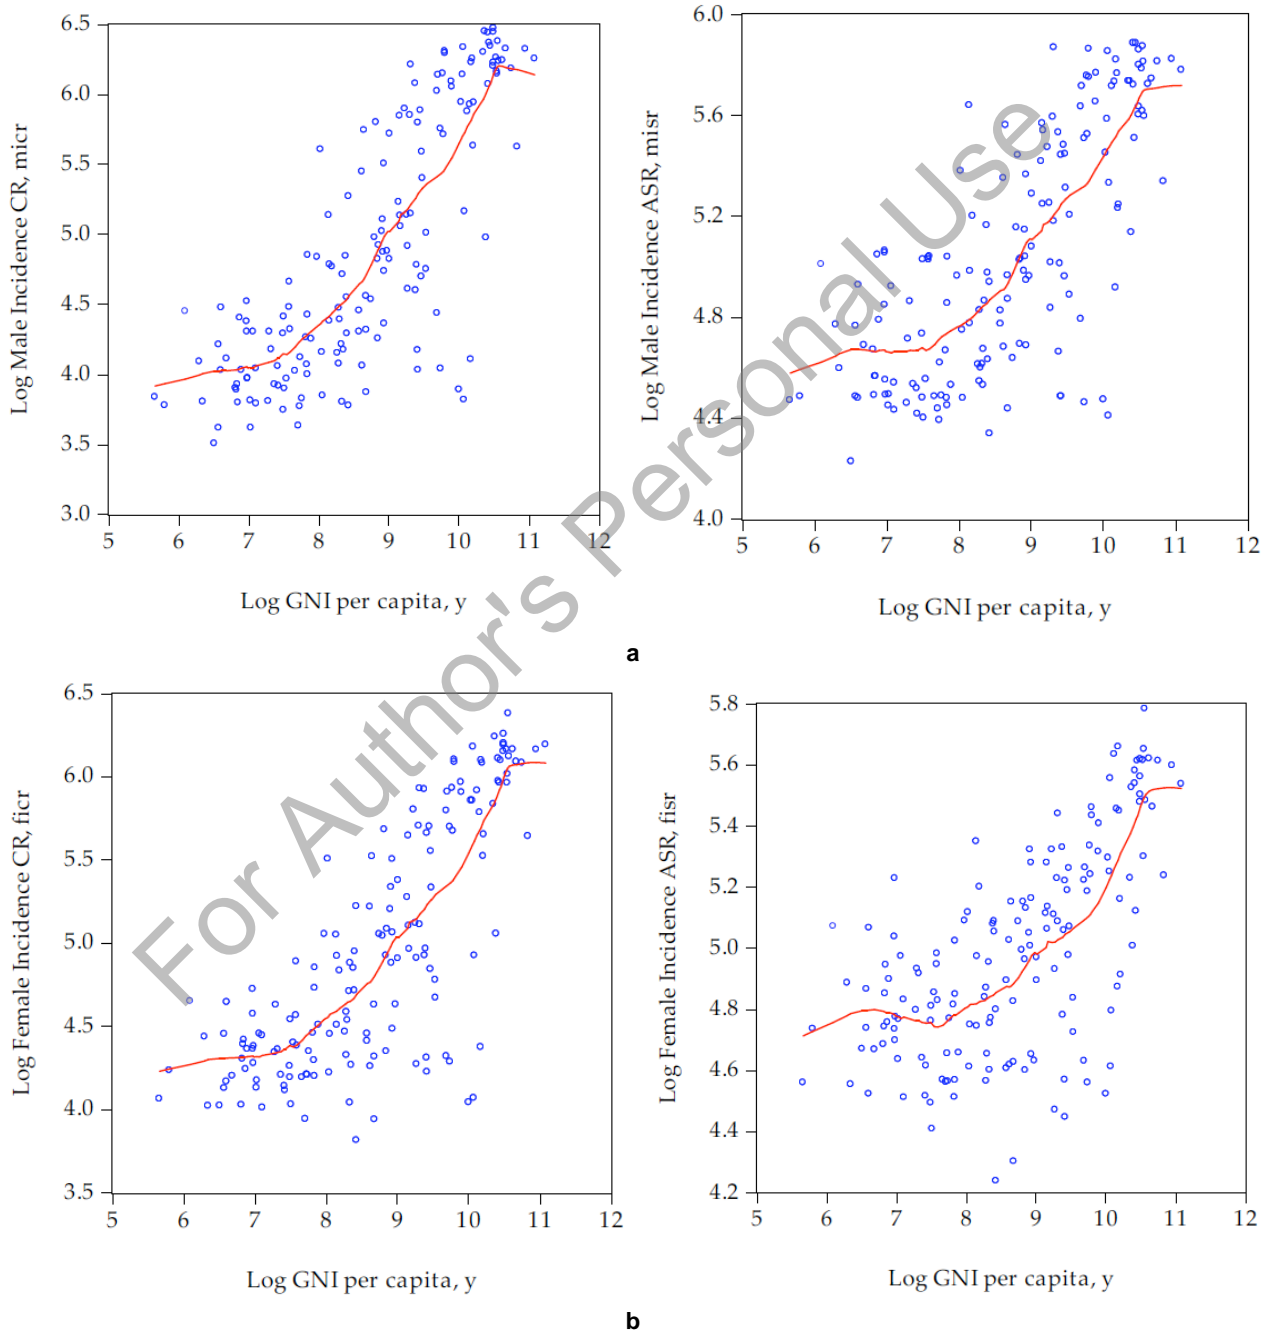 6.5
6.0
5.5
5.0
4.5
4.0
3.5
3.0
5 6 7 8 9 10 11 12
Log Male Incidence CR, micr
Log GNI per capita, y
6.0
5.6
5.2
4.8
4.4
4.0
5 6 7 8 9 10 11 12
Log Male Incidence ASR, misr
Log GNI per capita, y
a
6.5
6.0
5.5
5.0
4.5
4.0
3.5
5 6 7 8 9 10 11 12
Log Female Incidence CR, ficr
Log GNI per capita, y
5.8
5.6
5.4
5.2
5.0
4.8
4.6
4.4
4.2
5 6 7 8 9 10 11 12
Log Female Incidence ASR, fisr
Log GNI per capita, y
b
For Author's Personal Use